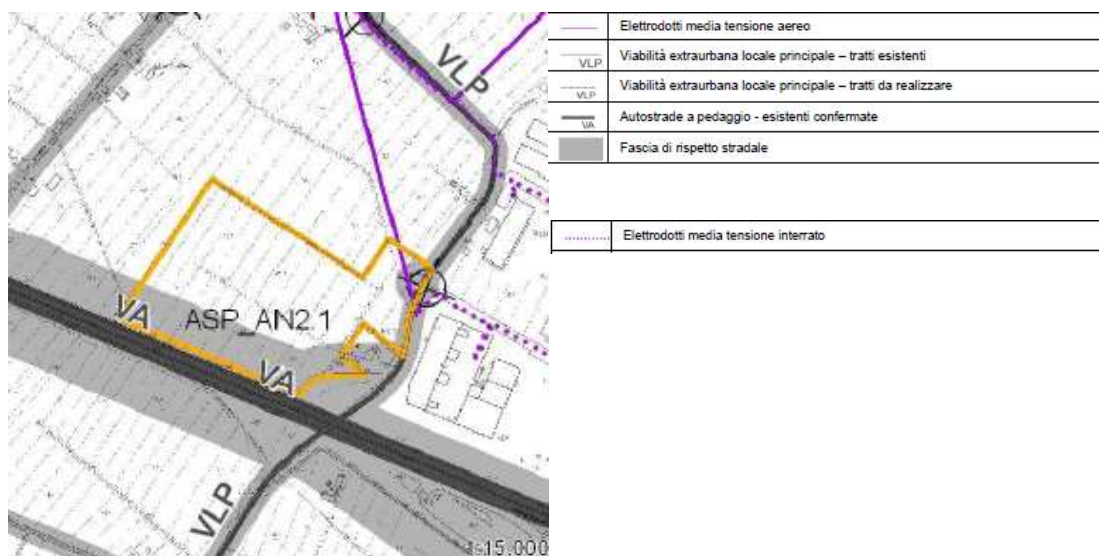 VLP
VA
ASP_AN2.1
VA
VLP
1:15.000
Elettrodotti media tensione aereo
VLP Viabilità extraurbana locale principale – tratti esistenti
VLP Viabilità extraurbana locale principale – tratti da realizzare
VA Autostrade a pedaggio - esistenti confermate
Fascia di rispetto stradale
Elettrodotti media tensione interrato